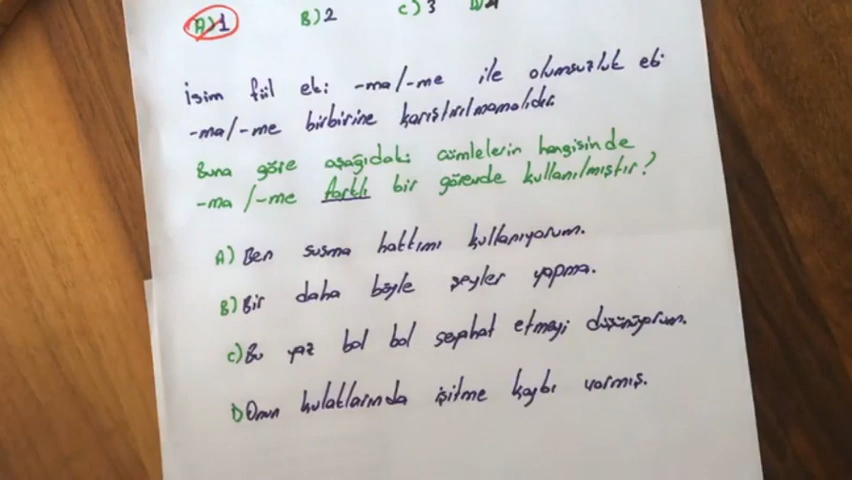 A) 1 B) 2 C) 3 D) 4
İsim fiil eki -ma/-me ile olumsuzluk eki
-ma/-me birbirine karıştırılmamalıdır.
Buna göre aşağıdaki cümlelerin hangisinde
-ma/-me farklı bir görevde kullanılmıştır?
A) Ben susma hakkımı kullanıyorum.
B) Bir daha böyle şeyler yapma.
C) Bu yaz bol bol seyahat etmeyi düşünüyorum.
D) Onun kulaklarında işitme kaybı varmış.